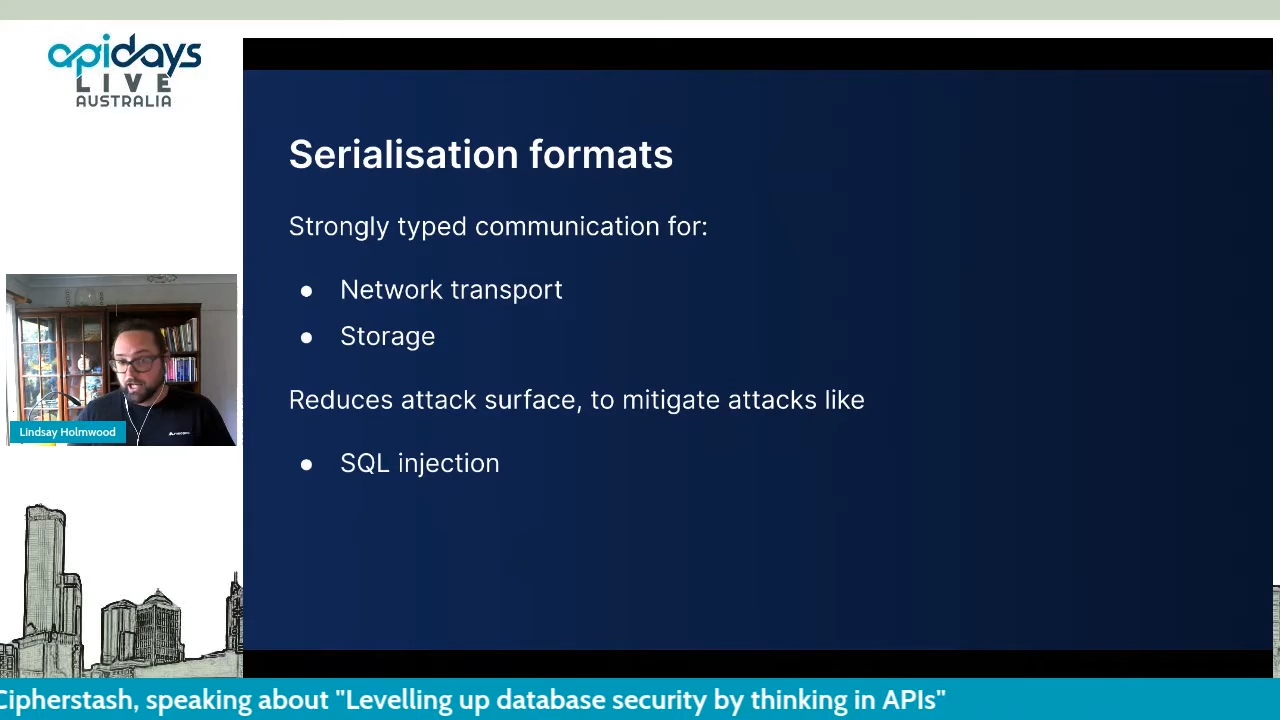 apidays
LIVE
AUSTRALIA
Serialisation formats
Strongly typed communication for:
● Network transport
● Storage
Reduces attack surface, to mitigate attacks like
● SQL injection
Lindsay Holmwood
Cipherstash, speaking about "Levelling up database security by thinking in APIs"